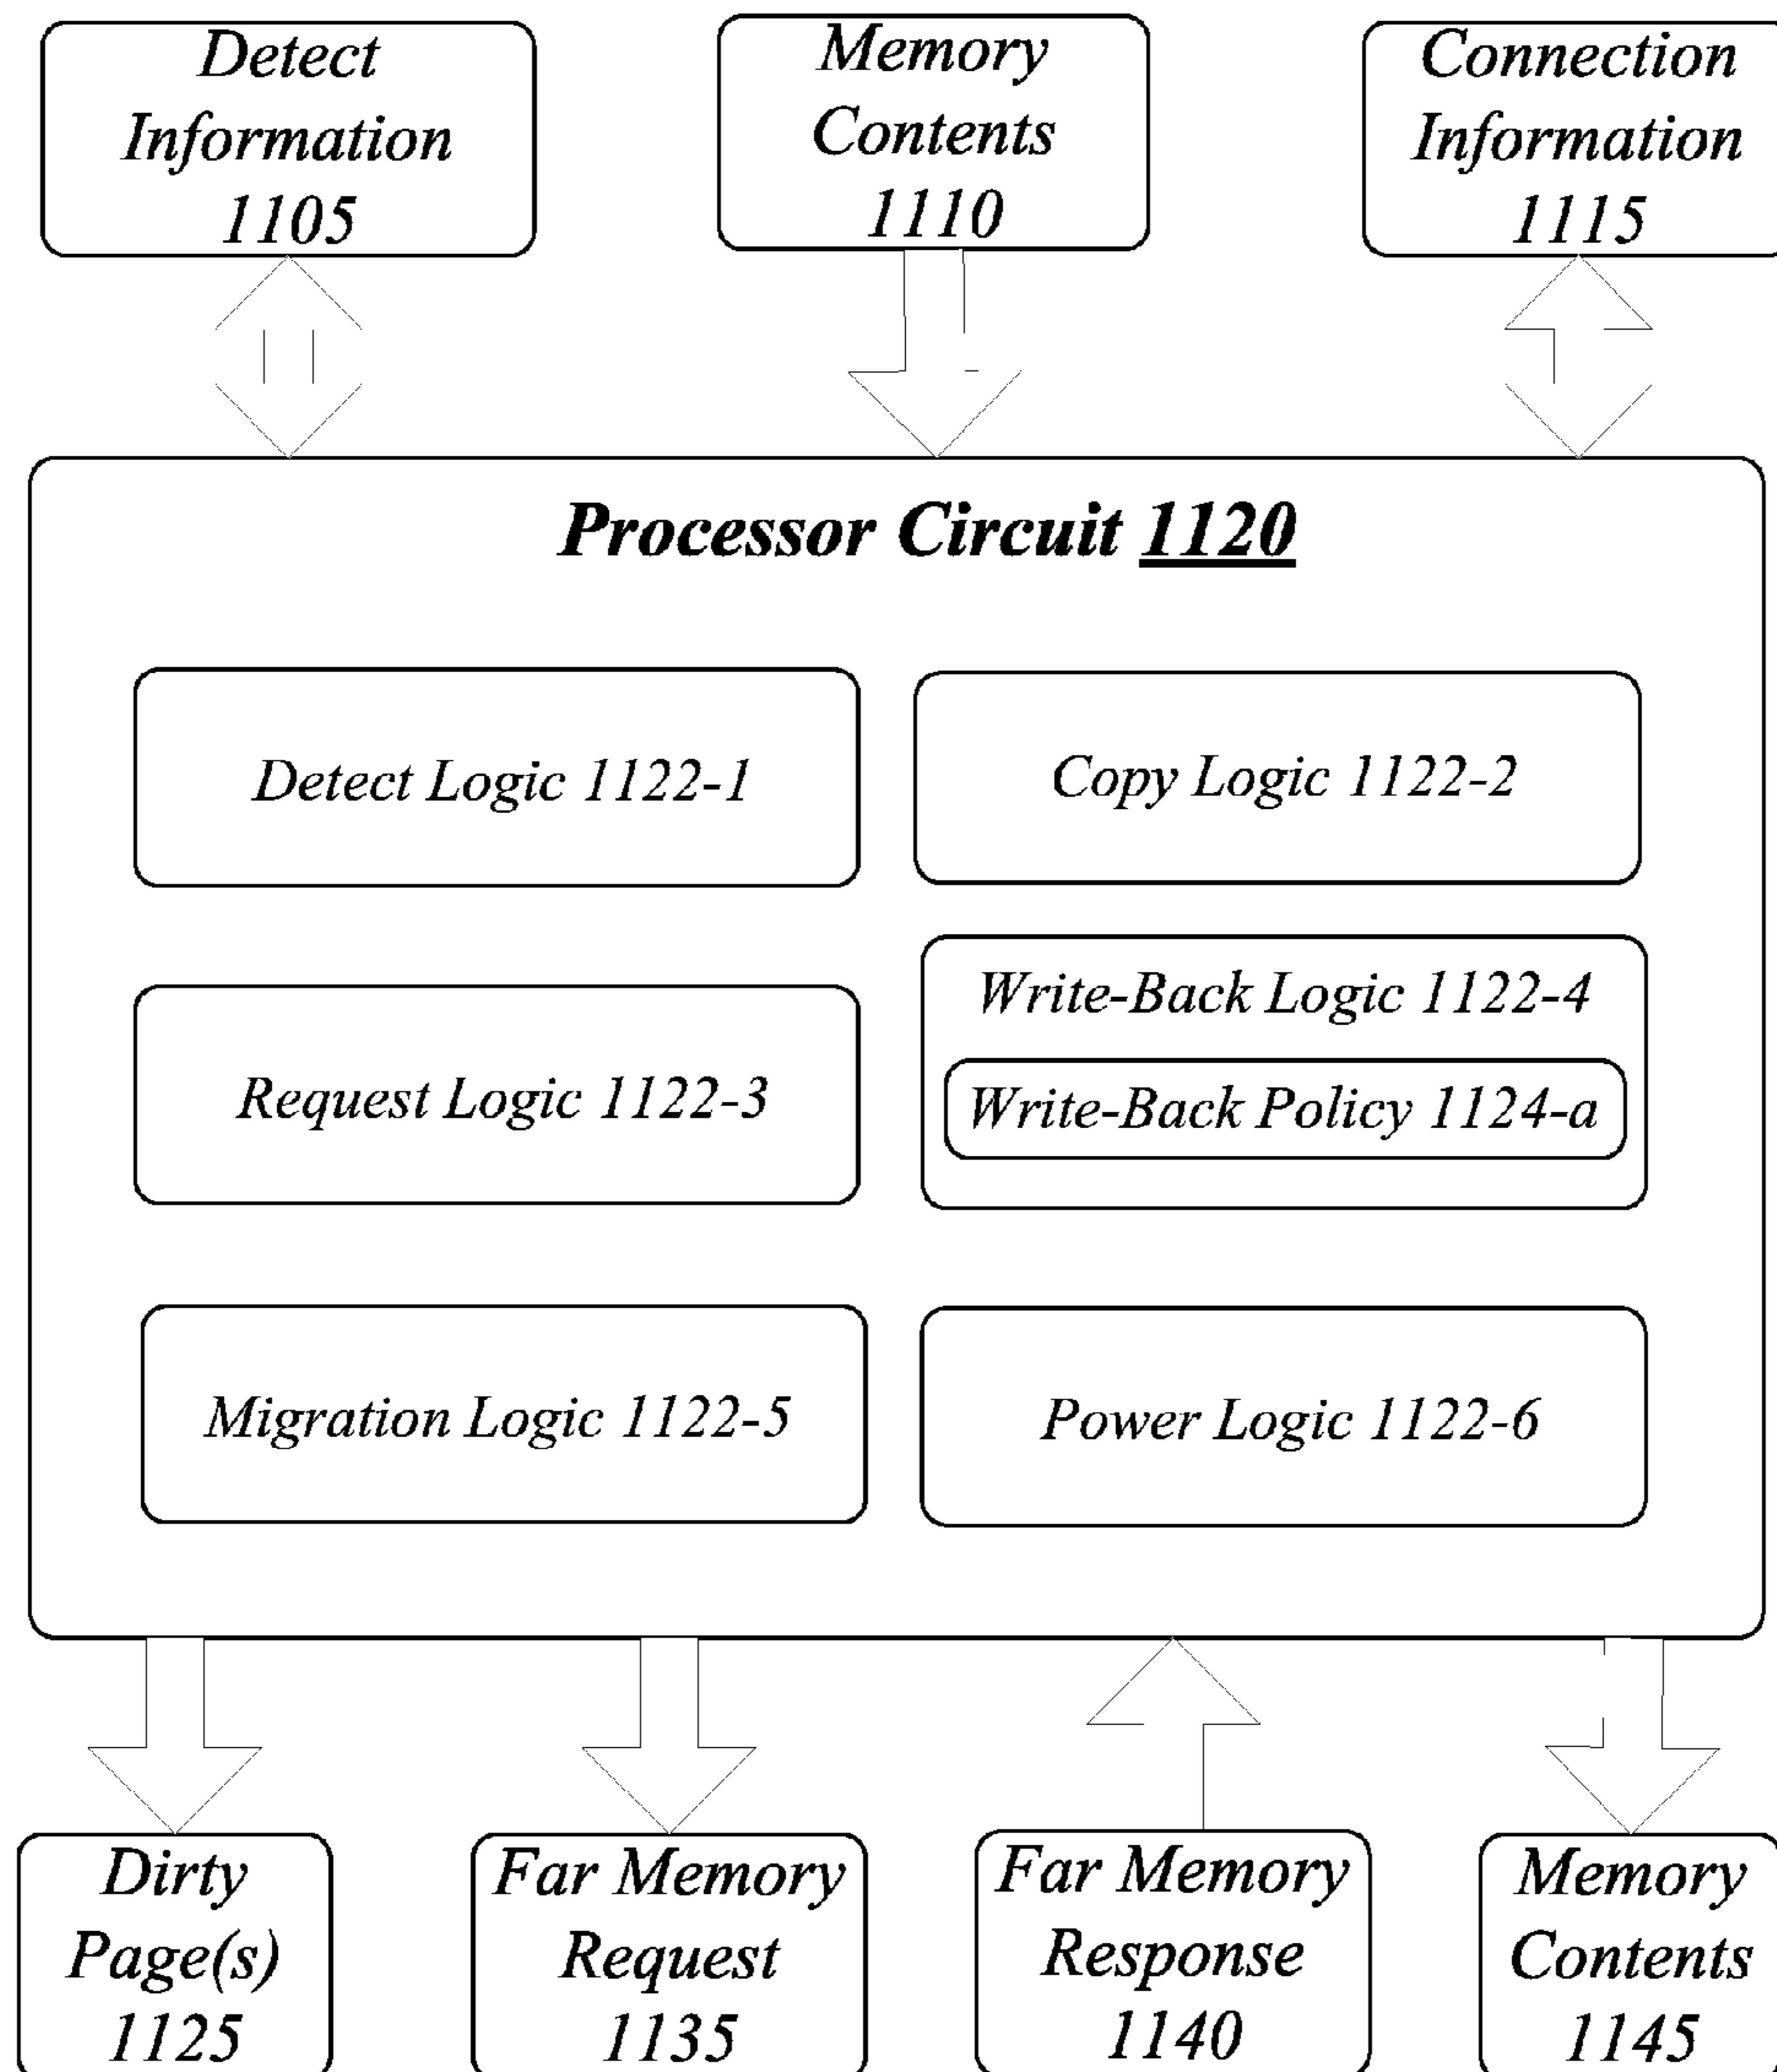 Detect
Information
1105
Memory
Contents
1110
Connection
Information
1115
Processor Circuit 1120
Detect Logic 1122-1
Copy Logic 1122-2
Request Logic 1122-3
Write-Back Logic 1122-4
Write-Back Policy 1124-a
Migration Logic 1122-5
Power Logic 1122-6
Dirty
Page(s)
1125
Far Memory
Request
1135
Far Memory
Response
1140
Memory
Contents
1145